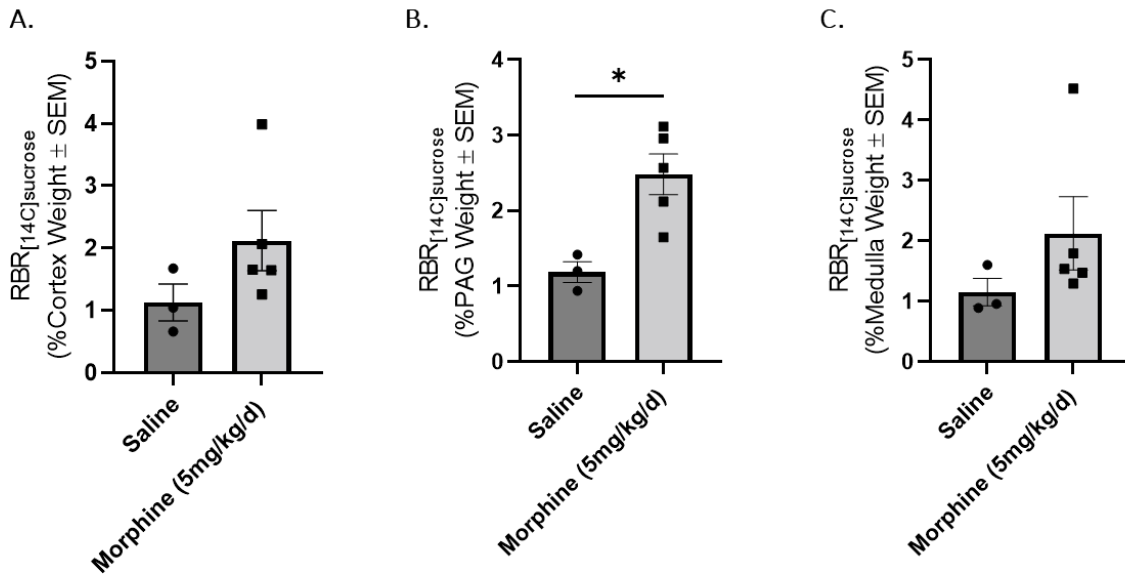 A.
RBR[14C]sucrose
(%Cortex Weight ± SEM)
5
4
3
2
1
0
Saline
Morphine (5mg/kg/d)
B.
RBR[14C]sucrose
(%PAG Weight ± SEM)
4
3
2
1
0
*
Saline
Morphine (5mg/kg/d)
C.
RBR[14C]sucrose
(%Medulla Weight ± SEM)
5
4
3
2
1
0
Saline
Morphine (5mg/kg/d)